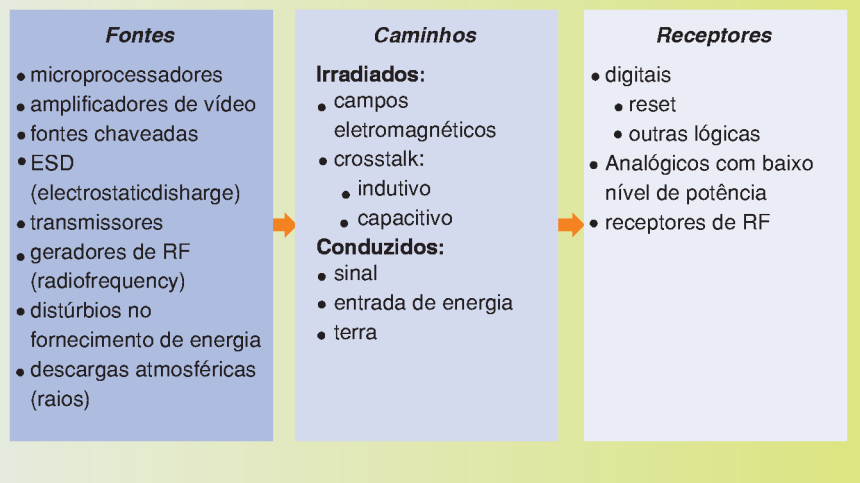 Fontes
• microprocessadores
• amplificadores de vídeo
• fontes chaveadas
• ESD
(electrostaticdisharge)
• transmissores
• geradores de RF
(radiofrequency)
• distúrbios no
fornecimento de energia
• descargas atmosféricas
(raios)
Caminhos
Irradiados:
• campos
eletromagnéticos
• crosstalk:
• indutivo
• capacitivo
Conduzidos:
• sinal
• entrada de energia
• terra
Receptores
• digitais
• reset
• outras lógicas
• Analógicos com baixo
nível de potência
• receptores de RF